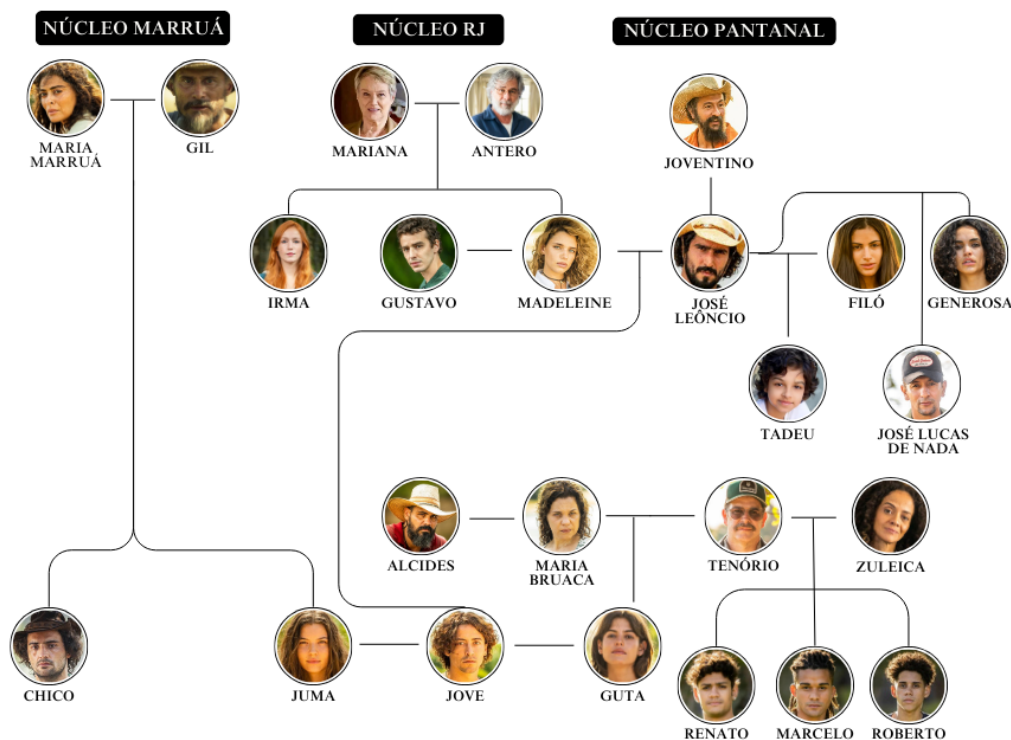 NÚCLEO MARRUÁ
NÚCLEO RJ
NÚCLEO PANTANAL
MARIA
MARRUÁ
GIL
MARIANA
ANTERO
JOVENTINO
IRMA
GUSTAVO
MADELEINE
JOSÉ
LEÔNCIO
FILÓ
GENEROSA
TADEU
JOSÉ LUCAS
DE NADA
ALCIDES
MARIA
BRUACA
TENÓRIO
ZULEICA
CHICO
JUMA
JOVE
GUTA
RENATO
MARCELO
ROBERTO